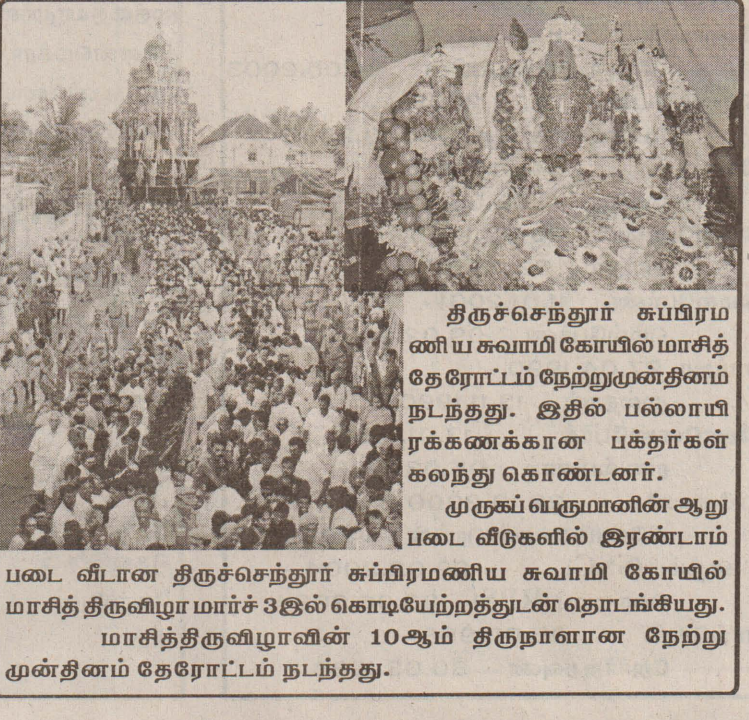 திருச்செந்தூர் சுப்பிரம
ணிய சுவாமி கோயில் மாசித்
தேரோட்டம் நேற்றுமுன்தினம்
நடந்தது. இதில் பல்லாயி
ரக்கணக்கான பக்தர்கள்
கலந்து கொண்டனர்.
முருகப்பெருமானின் ஆறு
படை வீடுகளில் இரண்டாம்
படை வீடான திருச்செந்தூர் சுப்பிரமணிய சுவாமி கோயில்
மாசித் திருவிழா மார்ச் 3இல் கொடியேற்றத்துடன் தொடங்கியது.
மாசித்திருவிழாவின் 10ஆம் திருநாளான நேற்று
முன்தினம் தேரோட்டம் நடந்தது.